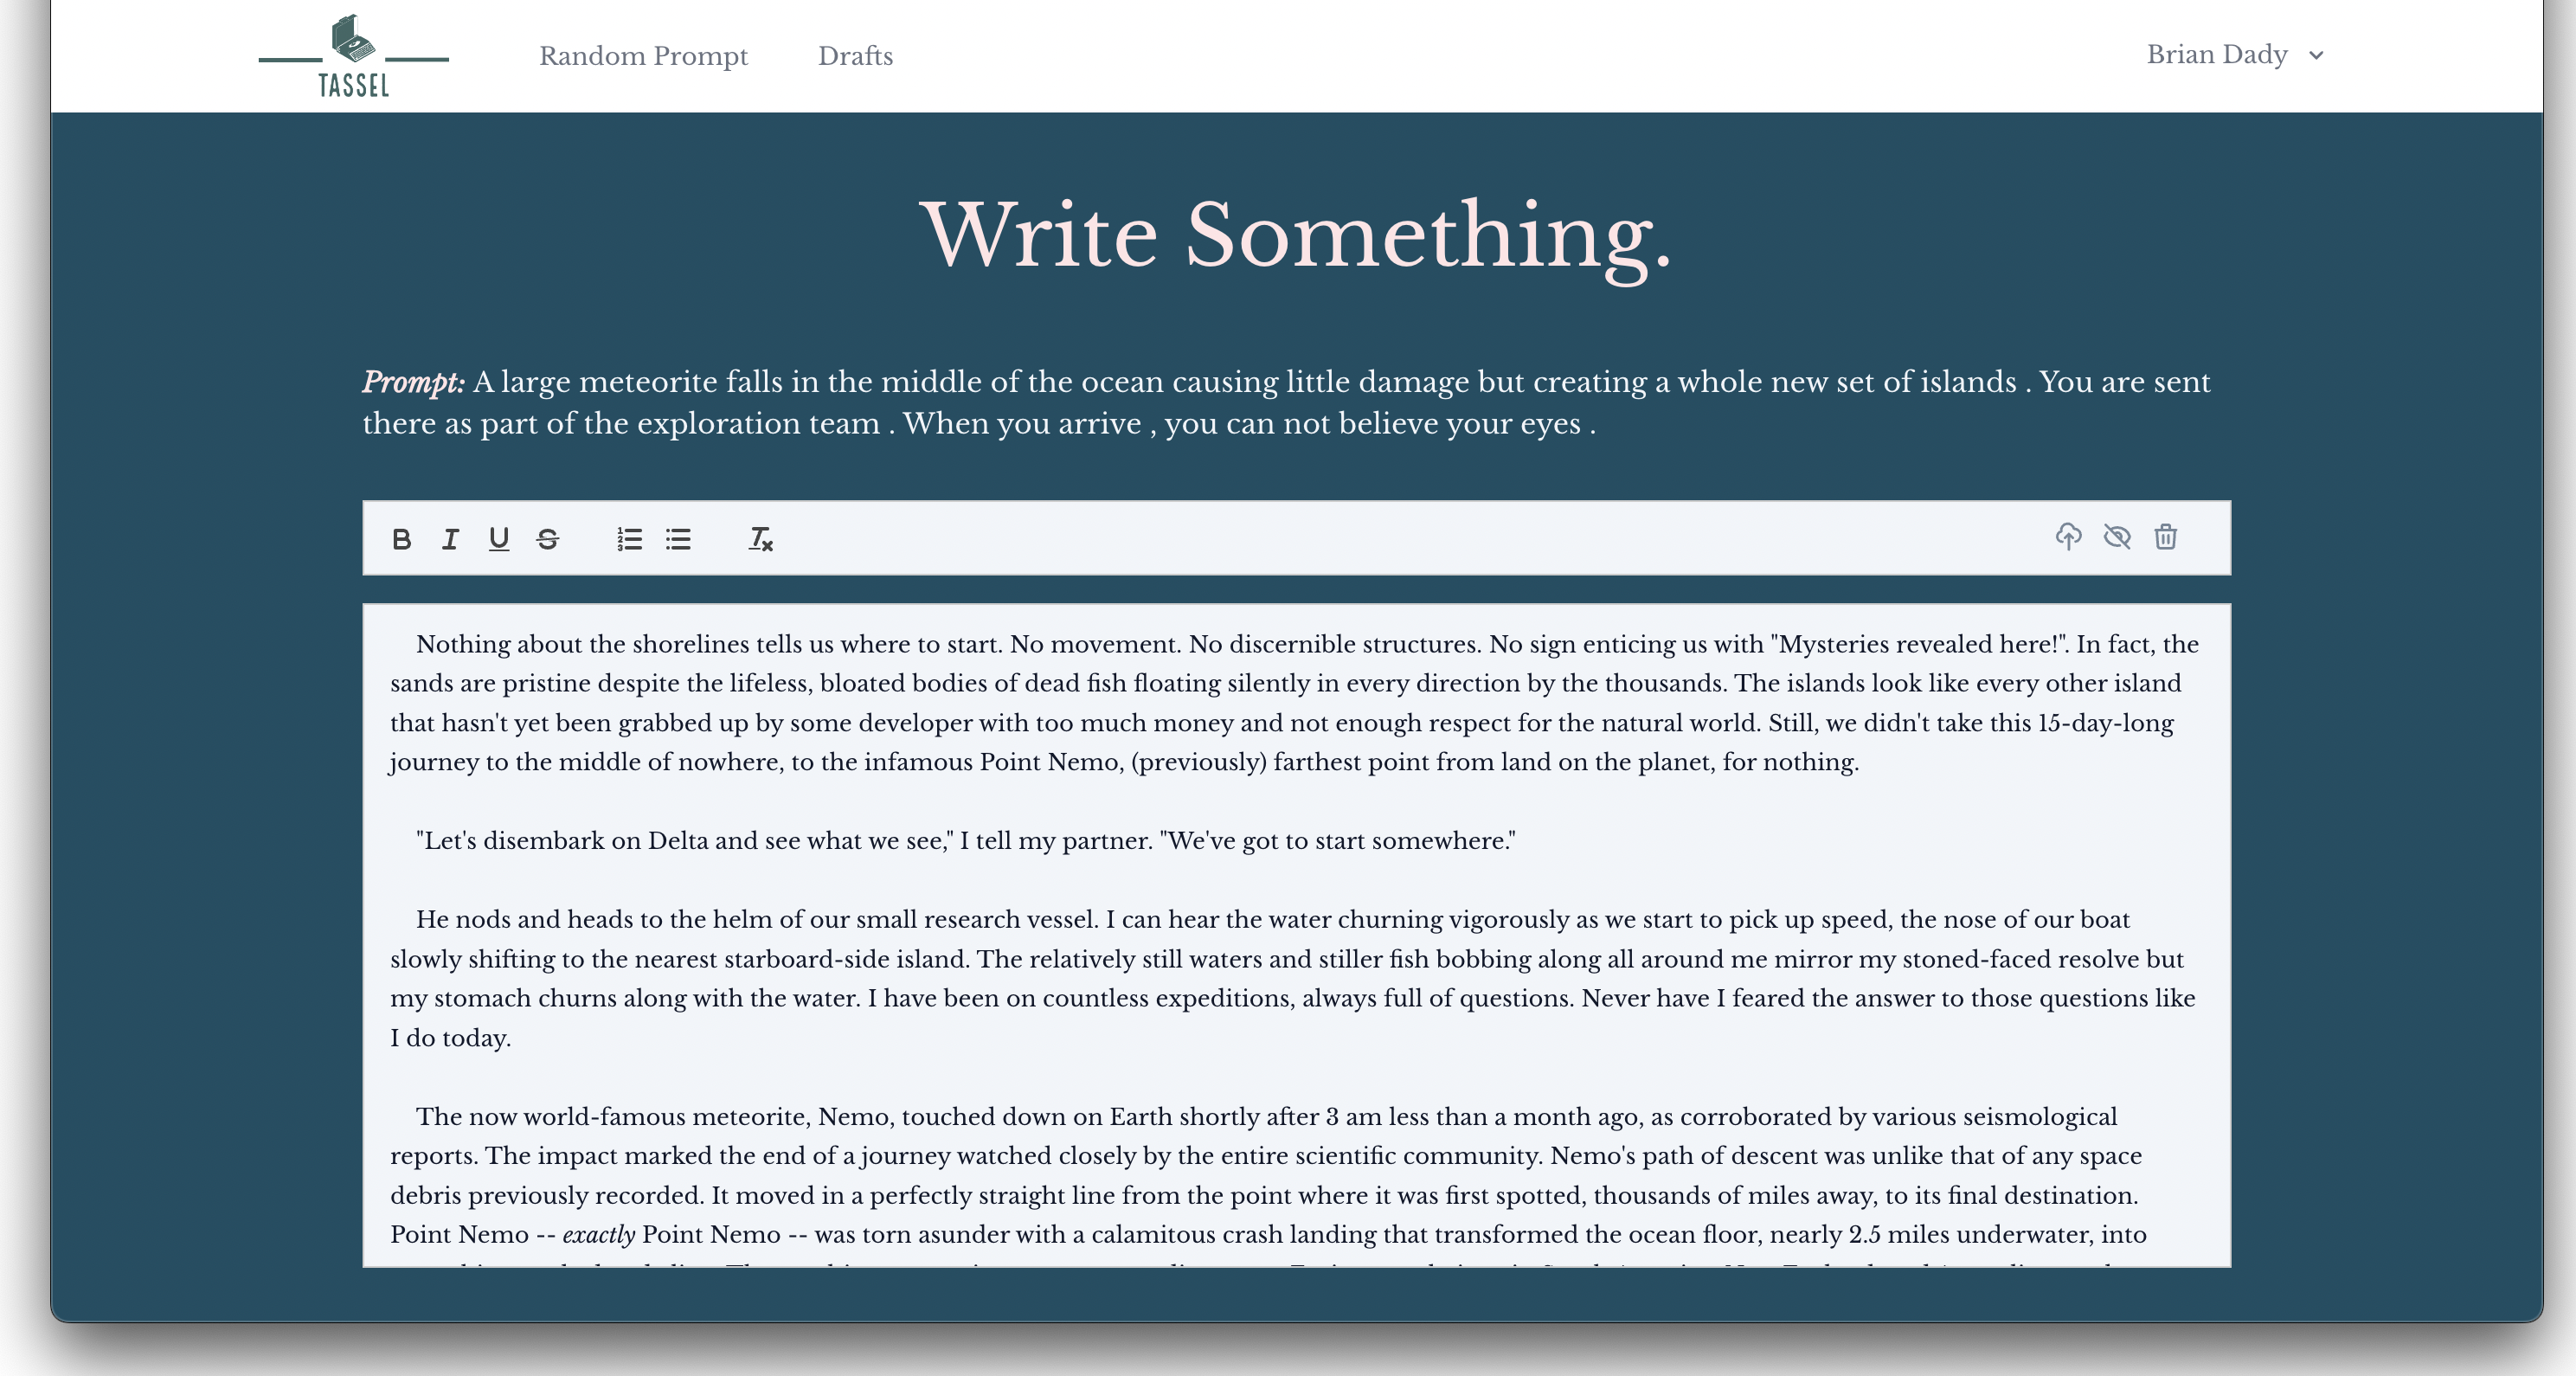 TASSEL
Random Prompt
Drafts
Brian Dady
Write Something.
Prompt: A large meteorite falls in the middle of the ocean causing little damage but creating a whole new set of islands . You are sent
there as part of the exploration team . When you arrive , you can not believe your eyes .
Nothing about the shorelines tells us where to start. No movement. No discernible structures. No sign enticing us with "Mysteries revealed here!". In fact, the
sands are pristine despite the lifeless, bloated bodies of dead fish floating silently in every direction by the thousands. The islands look like every other island
that hasn't yet been grabbed up by some developer with too much money and not enough respect for the natural world. Still, we didn't take this 15-day-long
journey to the middle of nowhere, to the infamous Point Nemo, (previously) farthest point from land on the planet, for nothing.
"Let's disembark on Delta and see what we see," I tell my partner. "We've got to start somewhere."
He nods and heads to the helm of our small research vessel. I can hear the water churning vigorously as we start to pick up speed, the nose of our boat
slowly shifting to the nearest starboard-side island. The relatively still waters and stiller fish bobbing along all around me mirror my stoned-faced resolve but
my stomach churns along with the water. I have been on countless expeditions, always full of questions. Never have I feared the answer to those questions like
I do today.
The now world-famous meteorite, Nemo, touched down on Earth shortly after 3 am less than a month ago, as corroborated by various seismological
reports. The impact marked the end of a journey watched closely by the entire scientific community. Nemo's path of descent was unlike that of any space
debris previously recorded. It moved in a perfectly straight line from the point where it was first spotted, thousands of miles away, to its final destination.
Point Nemo -- exactly Point Nemo -- was torn asunder with a calamitous crash landing that transformed the ocean floor, nearly 2.5 miles underwater, into